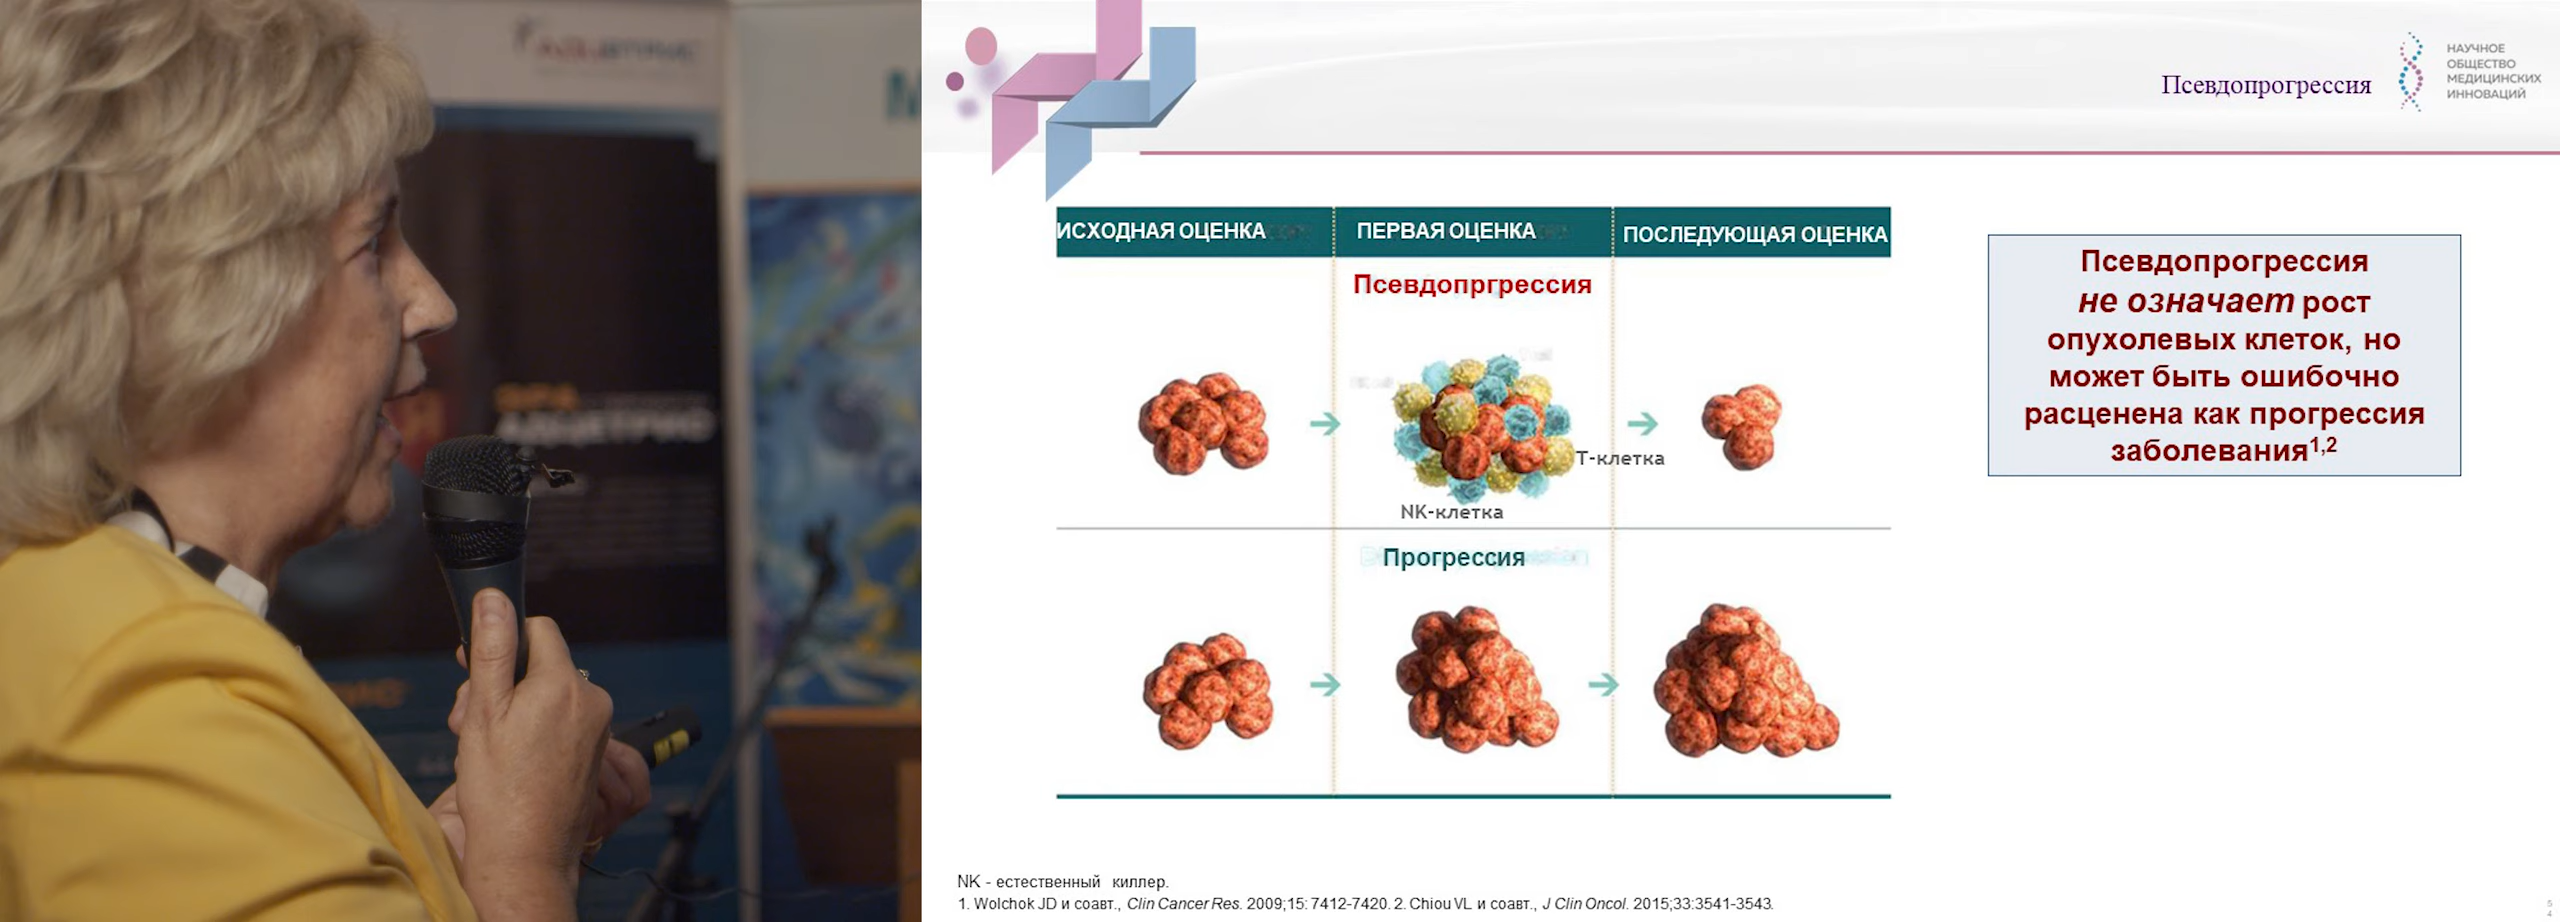 АДЦЕТРИС
Псевдопрогрессия
НАУЧНОЕ
ОБЩЕСТВО
МЕДИЦИНСКИХ
ИННОВАЦИЙ
ИСХОДНАЯ ОЦЕНКА
ПЕРВАЯ ОЦЕНКА
ПОСЛЕДУЮЩАЯ ОЦЕНКА
Псевдопргрессия
Т-клетка
NK-клетка
Прогрессия
Псевдопрогрессия
не означает рост
опухолевых клеток, но
может быть ошибочно
расценена как прогрессия
заболевания1,2
NK - естественный киллер.
1. Wolchok JD и соавт., Clin Cancer Res. 2009;15: 7412-7420. 2. Chiou VL и соавт., J Clin Oncol. 2015;33:3541-3543.